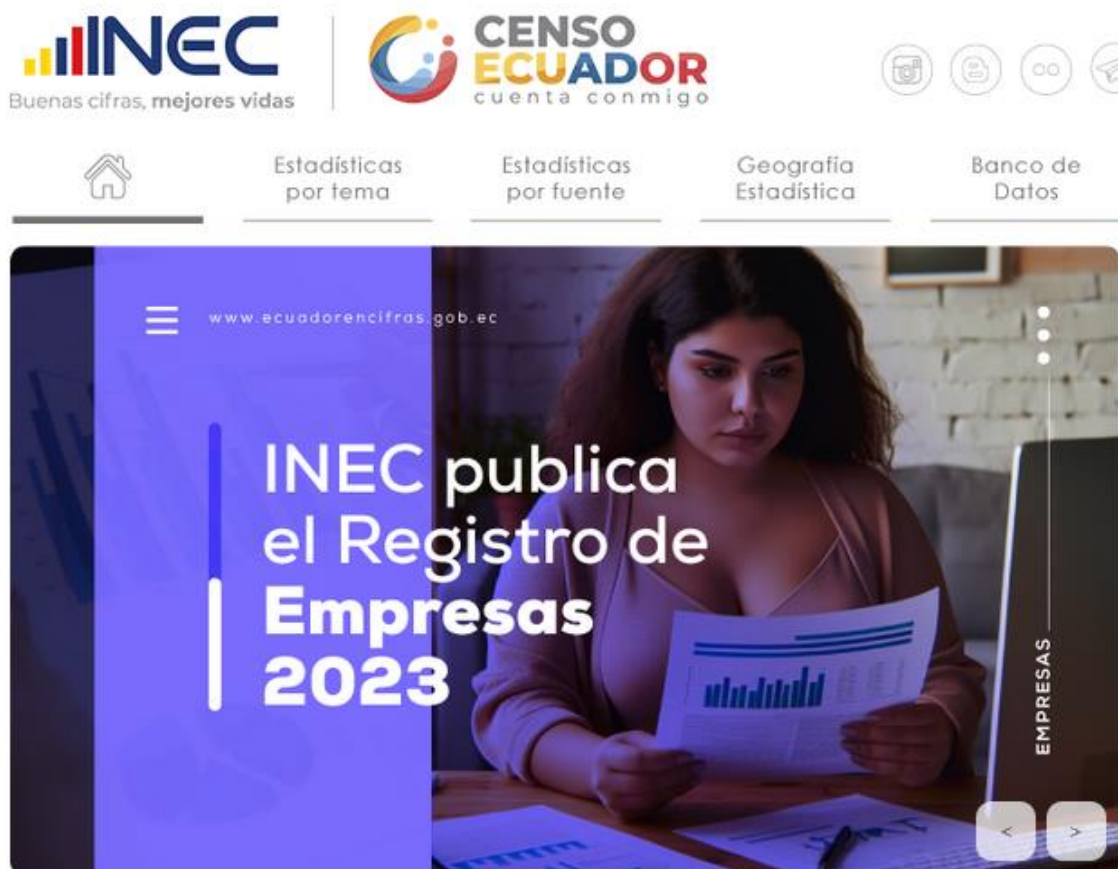 INEC
Buenas cifras, mejores vidas
CENSO
ECUADOR
cuenta conmigo
Estadísticas
por tema
Estadísticas
por fuente
Geografía
Estadística
Banco de
Datos
www.ecuadorencifras.gob.ec
INEC publica
el Registro de
Empresas
2023
EMPRESAS
< >